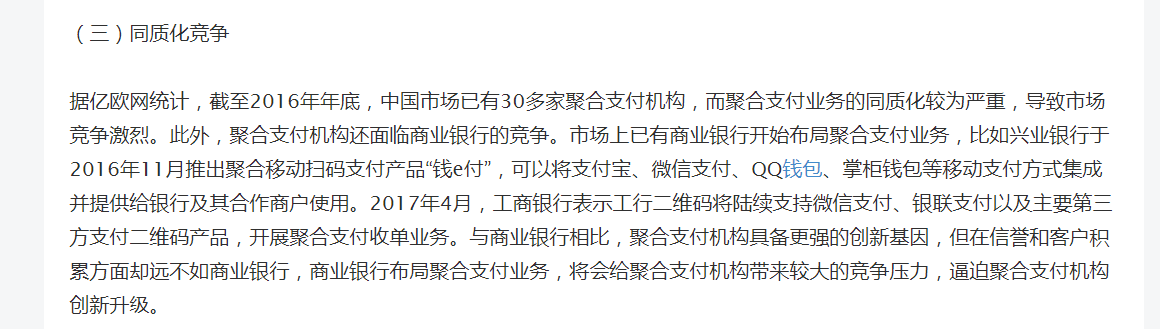 （三）同质化竞争
据亿欧网统计，截至2016年年底，中国市场已有30多家聚合支付机构，而聚合支付业务的同质化较为严重，导致市场
竞争激烈。此外，聚合支付机构还面临商业银行的竞争。市场上已有商业银行开始布局聚合支付业务，比如兴业银行于
2016年11月推出聚合移动扫码支付产品“钱e付”，可以将支付宝、微信支付、QQ钱包、掌柜钱包等移动支付方式集成
并提供给银行及其合作商户使用。2017年4月，工商银行表示工行二维码将陆续支持微信支付、银联支付以及主要第三
方支付二维码产品，开展聚合支付收单业务。与商业银行相比，聚合支付机构具备更强的创新基因，但在信誉和客户积
累方面却远不如商业银行，商业银行布局聚合支付业务，将会给聚合支付机构带来较大的竞争压力，逼迫聚合支付机构
创新升级。